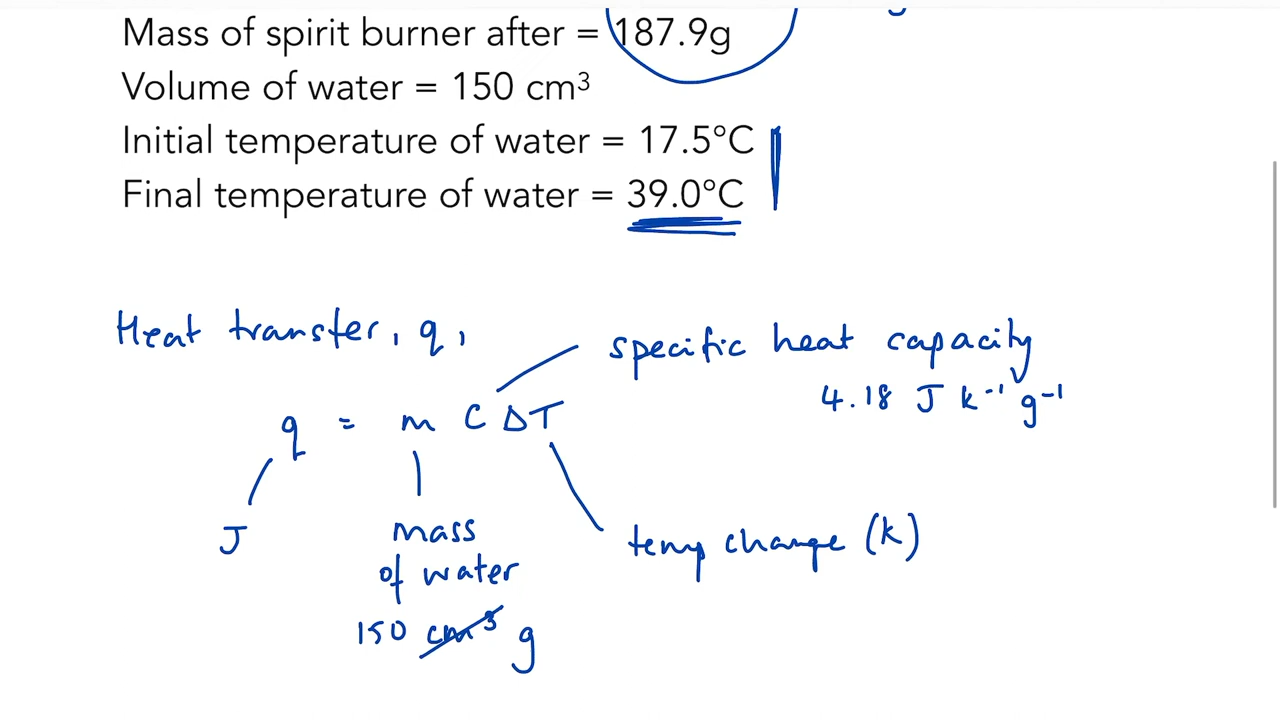 Mass of spirit burner after = 187.9g
Volume of water = 150 cm³
Initial temperature of water = 17.5°C
Final temperature of water = 39.0°C
Heat transfer, q,
specific heat capacity
4.18 J k⁻¹ g⁻¹
q = m C ΔT
J
mass
of water
150 cm³ g
temp change (k)